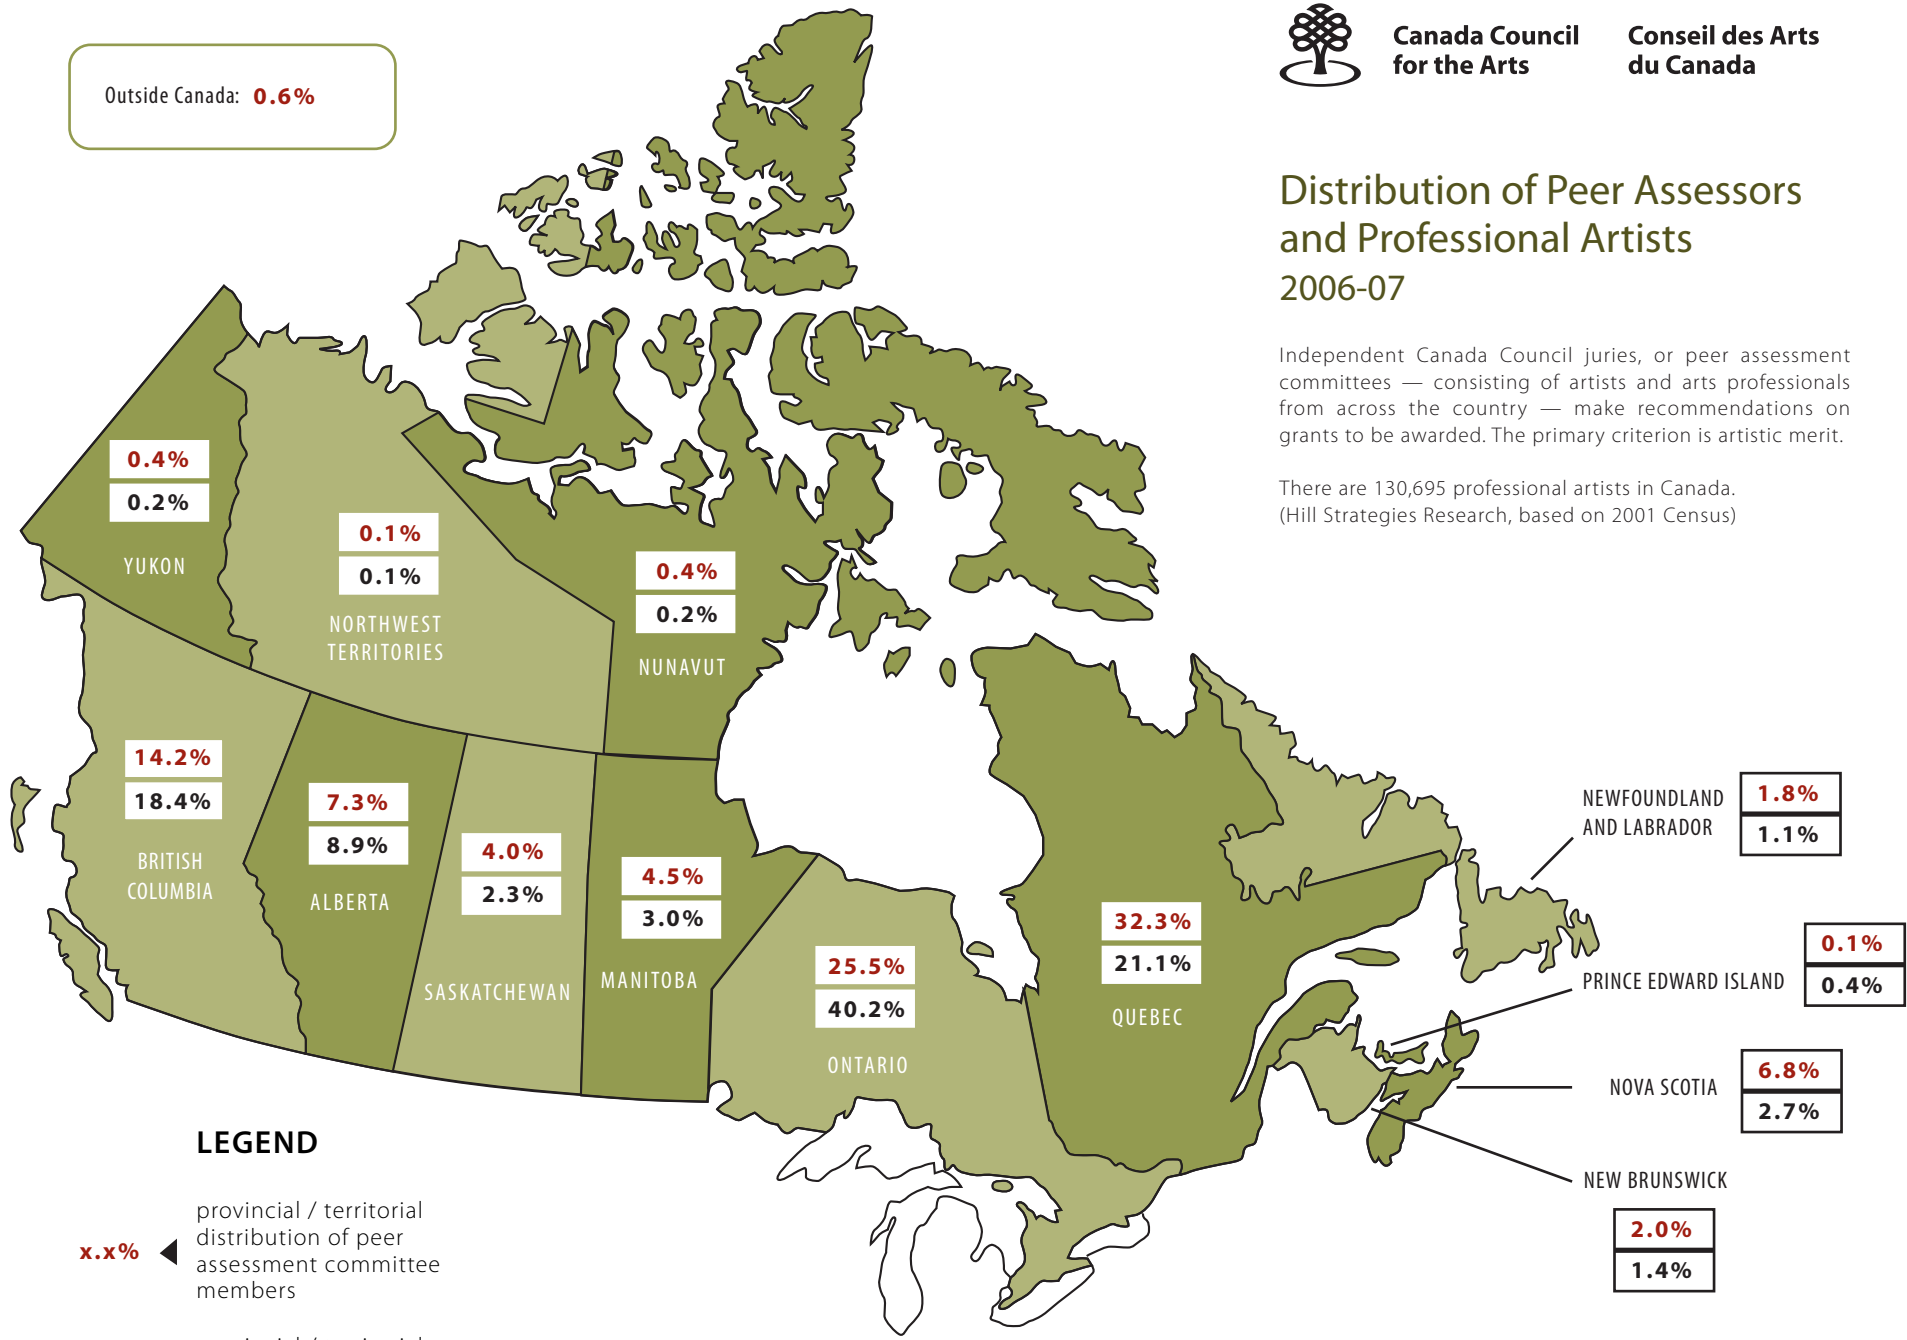 Outside Canada: 0.6%
Canada Council
for the Arts
Conseil des Arts
du Canada
Distribution of Peer Assessors
and Professional Artists
2006-07
Independent Canada Council juries, or peer assessment
committees — consisting of artists and arts professionals
from across the country — make recommendations on
grants to be awarded. The primary criterion is artistic merit.
There are 130,695 professional artists in Canada.
(Hill Strategies Research, based on 2001 Census)
0.4%
0.2%
YUKON
0.1%
0.1%
NORTHWEST
TERRITORIES
0.4%
0.2%
NUNAVUT
14.2%
18.4%
BRITISH
COLUMBIA
7.3%
8.9%
ALBERTA
4.0%
2.3%
SASKATCHEWAN
4.5%
3.0%
MANITOBA
25.5%
40.2%
ONTARIO
32.3%
21.1%
QUEBEC
NEWFOUNDLAND
AND LABRADOR
1.8%
1.1%
PRINCE EDWARD ISLAND
0.1%
0.4%
NOVA SCOTIA
6.8%
2.7%
NEW BRUNSWICK
2.0%
1.4%
LEGEND
x.x%
provincial / territorial
distribution of peer
assessment committee
members